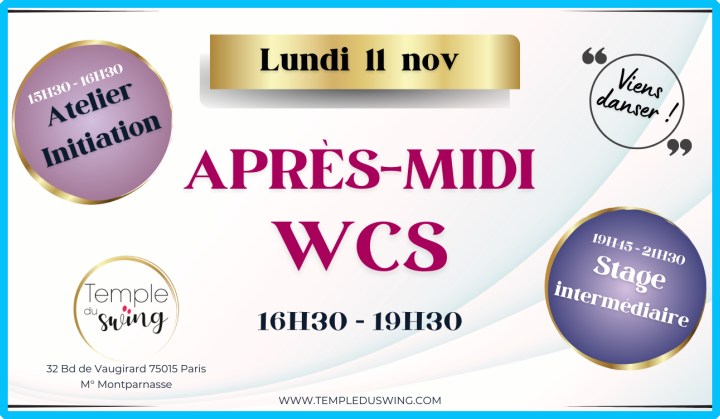 Lundi 11 nov
15H30 - 16H30
Atelier
Initiation
Viens
danser !
APRÈS-MIDI
WCS
16H30 - 19H30
19H45 - 21H30
Stage
intermédiaire
Temple
du
swing
32 Bd de Vaugirard 75015 Paris
M° Montparnasse
WWW.TEMPLEDUSWING.COM